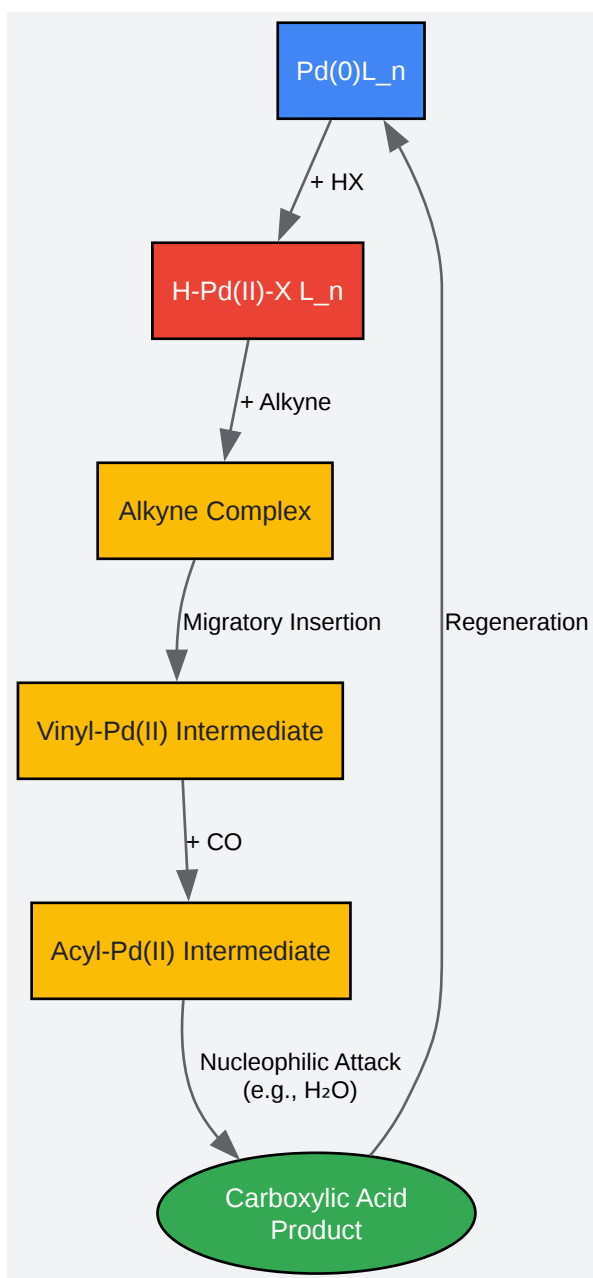 Pd(0)L_n
+ HX
H-Pd(II)-X L_n
+ Alkyne
Alkyne Complex
Migratory Insertion
Regeneration
Vinyl-Pd(II) Intermediate
+ CO
Acyl-Pd(II) Intermediate
Nucleophilic Attack
(e.g., H₂O)
Carboxylic Acid
Product